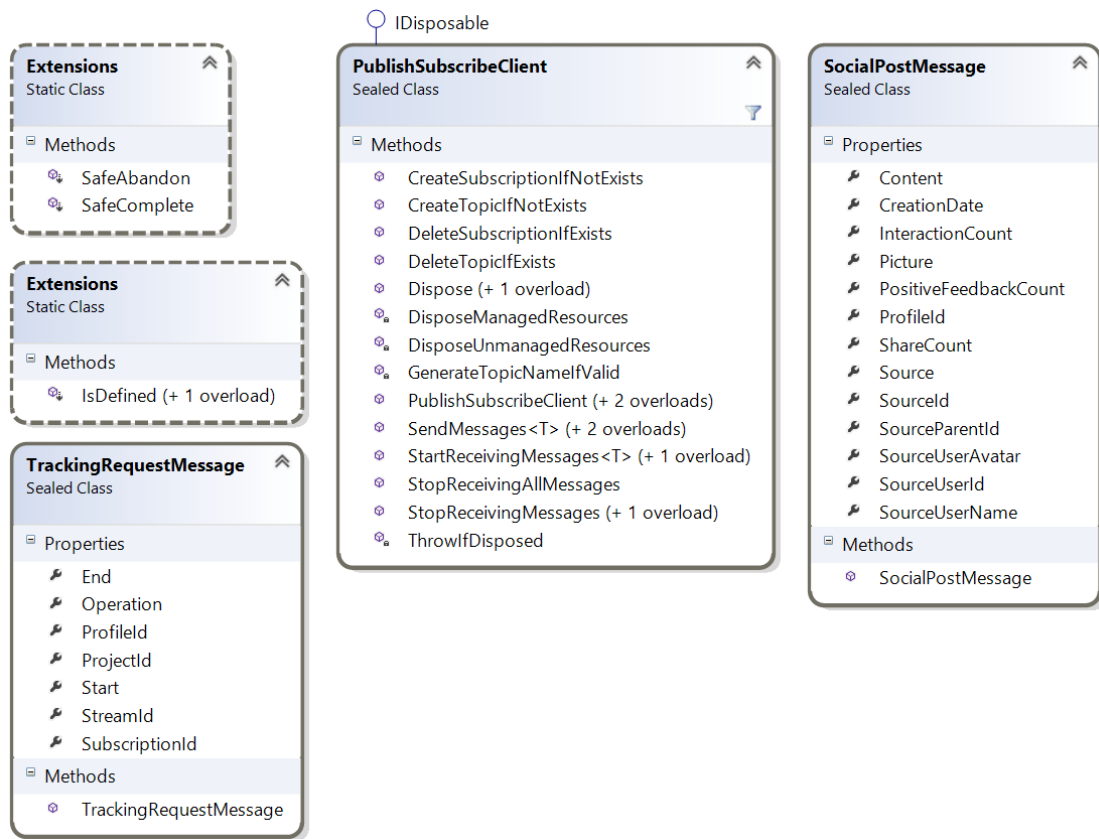 Extensions
Static Class
Methods
SafeAbandon
SafeComplete
Extensions
Static Class
Methods
IsDefined (+ 1 overload)
TrackingRequestMessage
Sealed Class
Properties
End
Operation
ProfileId
ProjectId
Start
StreamId
SubscriptionId
Methods
TrackingRequestMessage
IDisposable
PublishSubscribeClient
Sealed Class
Methods
CreateSubscriptionIfNotExists
CreateTopicIfNotExists
DeleteSubscriptionIfExists
DeleteTopicIfExists
Dispose (+ 1 overload)
DisposeManagedResources
DisposeUnmanagedResources
GenerateTopicNameIfValid
PublishSubscribeClient (+ 2 overloads)
SendMessages<T> (+ 2 overloads)
StartReceivingMessages<T> (+ 1 overload)
StopReceivingAllMessages
StopReceivingMessages (+ 1 overload)
ThrowIfDisposed
SocialPostMessage
Sealed Class
Properties
Content
CreationDate
InteractionCount
Picture
PositiveFeedbackCount
ProfileId
ShareCount
Source
SourceId
SourceParentId
SourceUserAvatar
SourceUserId
SourceUserName
Methods
SocialPostMessage